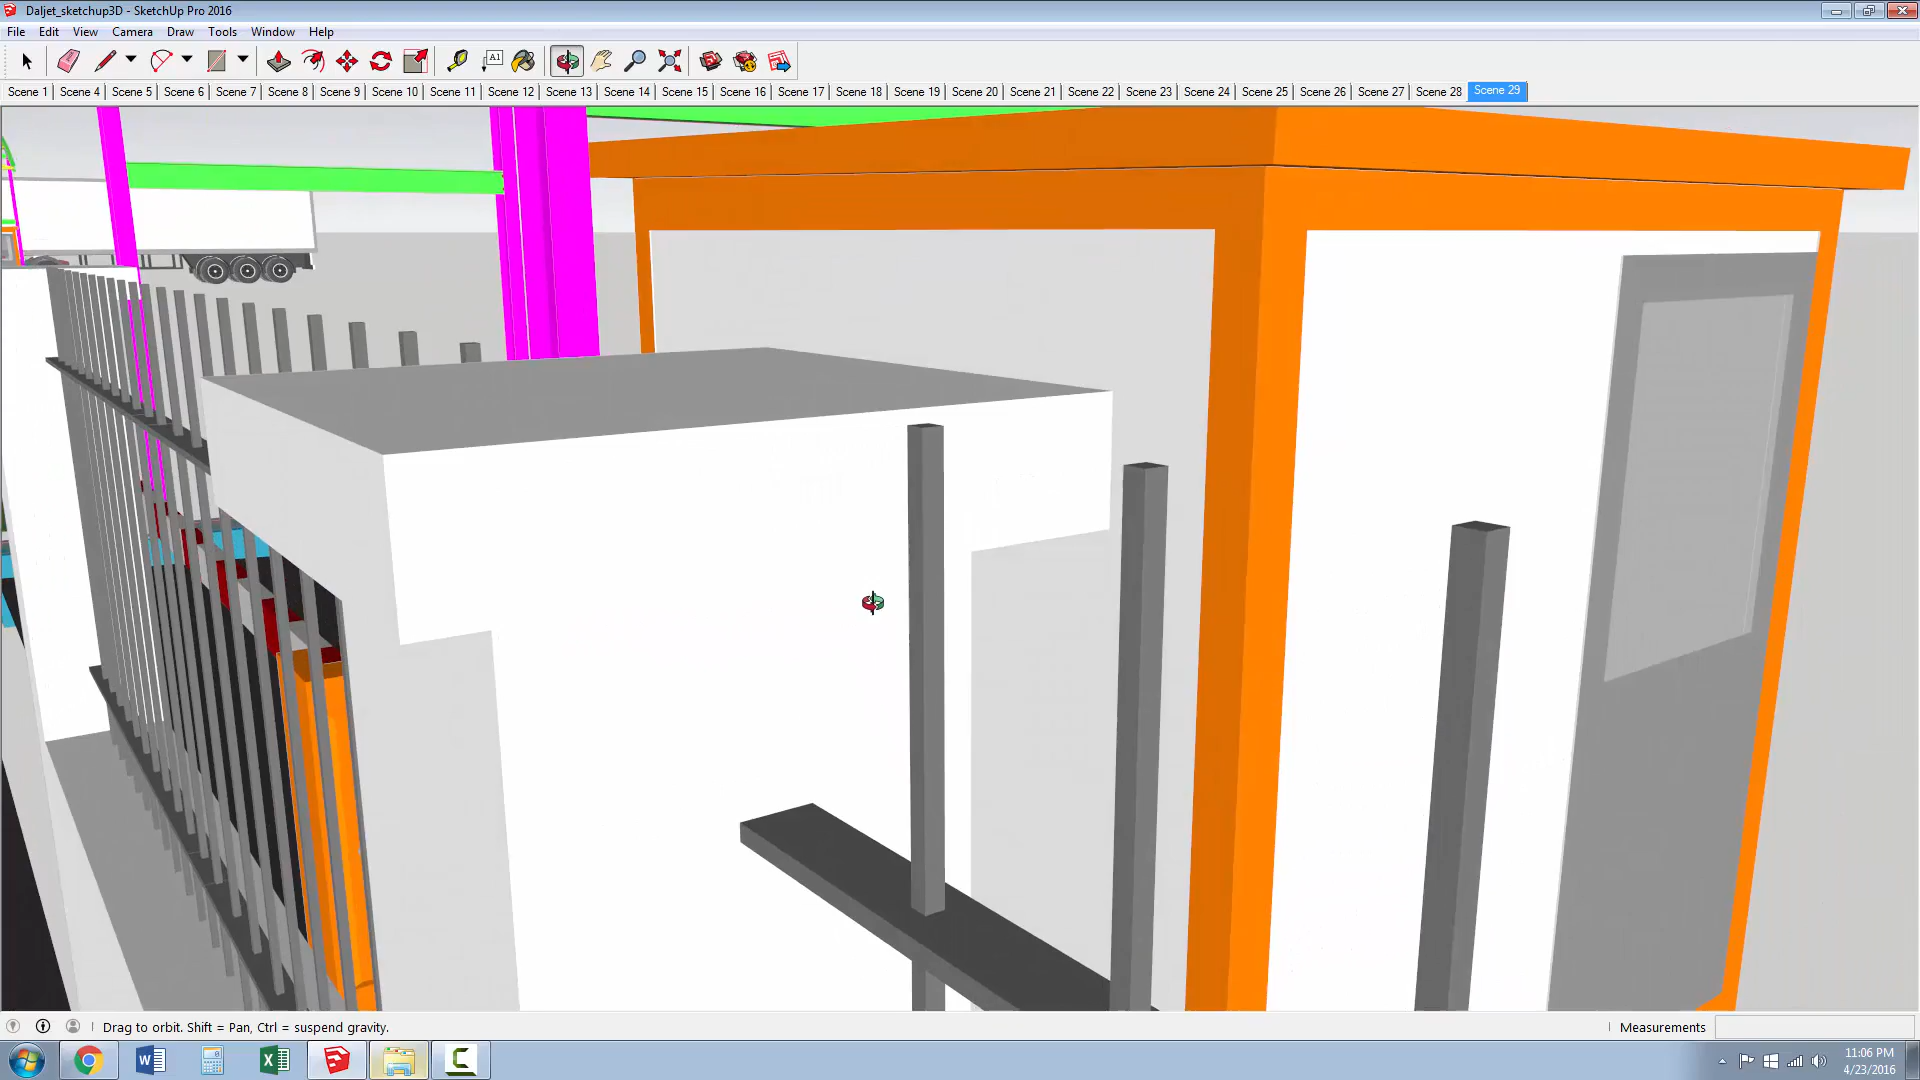 Daljet_sketchup3D - SketchUp Pro 2016
File Edit View Camera Draw Tools Window Help
A1
Scene 1 Scene 4 Scene 5 Scene 6 Scene 7 Scene 8 Scene 9 Scene 10 Scene 11 Scene 12 Scene 13 Scene 14 Scene 15 Scene 16 Scene 17 Scene 18 Scene 19 Scene 20 Scene 21 Scene 22 Scene 23 Scene 24 Scene 25 Scene 26 Scene 27 Scene 28 Scene 29
Drag to orbit. Shift = Pan, Ctrl = suspend gravity.
Measurements
11:06 PM
4/23/2016